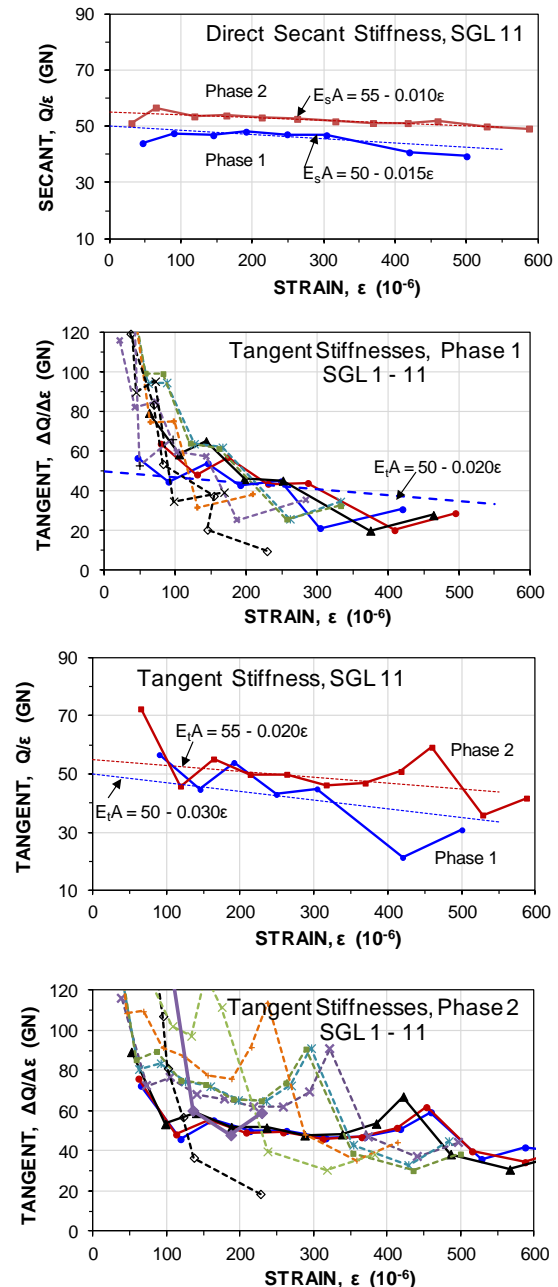 Direct Secant Stiffness, SGL 11
SECANT, Q/ε (GN)
90
70
50
30
10
Phase 2
EsA = 55 - 0.010ε
Phase 1
EsA = 50 - 0.015ε
0 100 200 300 400 500 600
STRAIN, ε (10-6)
Tangent Stiffnesses, Phase 1
SGL 1 - 11
TANGENT, ΔQ/Δε (GN)
120
100
80
60
40
20
0
EtA = 50 - 0.020ε
0 100 200 300 400 500 600
STRAIN, ε (10-6)
Tangent Stiffness, SGL 11
TANGENT, Q/ε (GN)
90
70
50
30
10
EtA = 55 - 0.020ε
Phase 2
EtA = 50 - 0.030ε
Phase 1
0 100 200 300 400 500 600
STRAIN, ε (10-6)
Tangent Stiffnesses, Phase 2
SGL 1 - 11
TANGENT, ΔQ/Δε (GN)
120
100
80
60
40
20
0
0 100 200 300 400 500 600
STRAIN, ε (10-6)